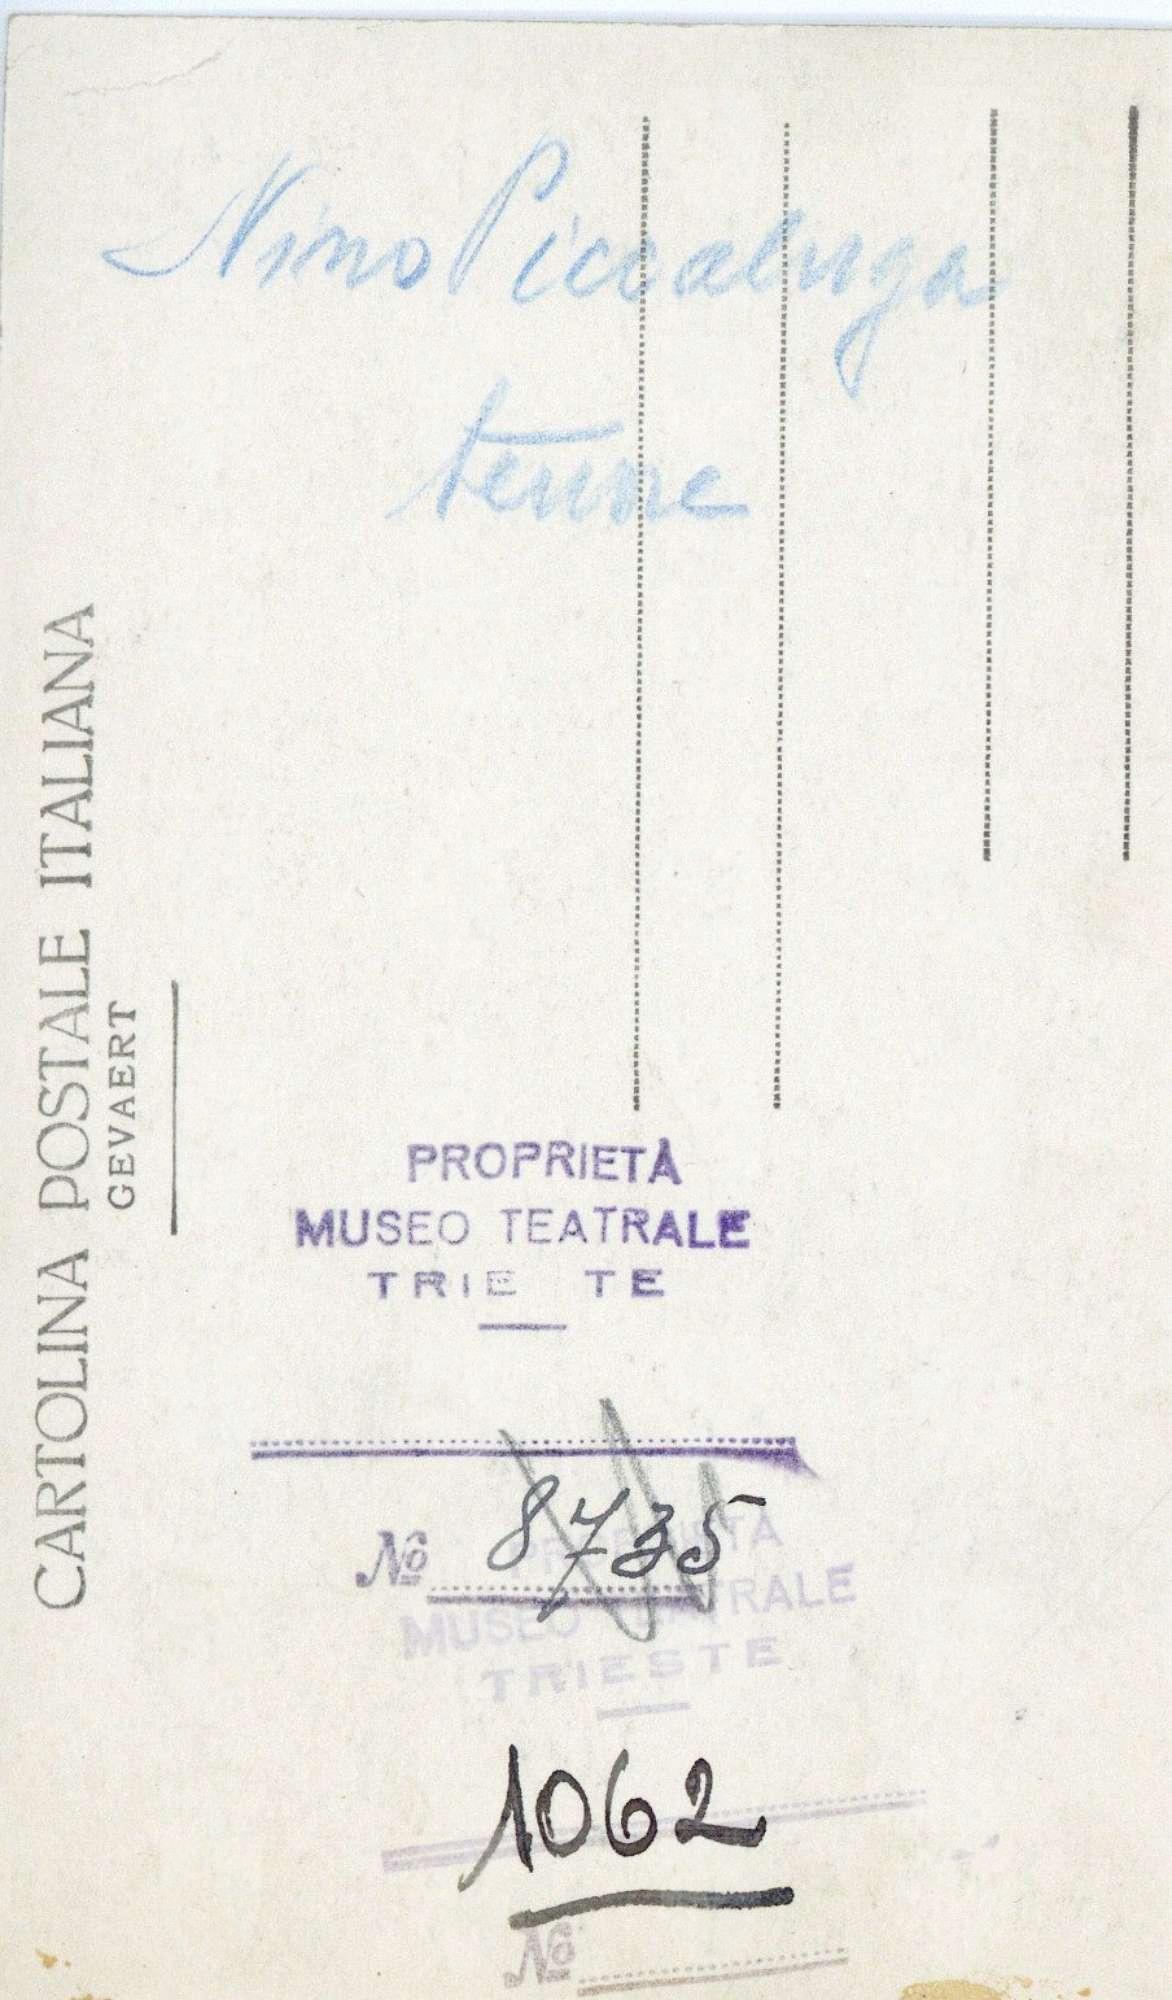 Nino Piccaluga
tenore
CARTOLINA POSTALE ITALIANA
GEVAERT
PROPRIETÀ
MUSEO TEATRALE
TRIE TE
No 8735
PROPRIETÀ
MUSEO TEATRALE
TRIESTE
1062
No